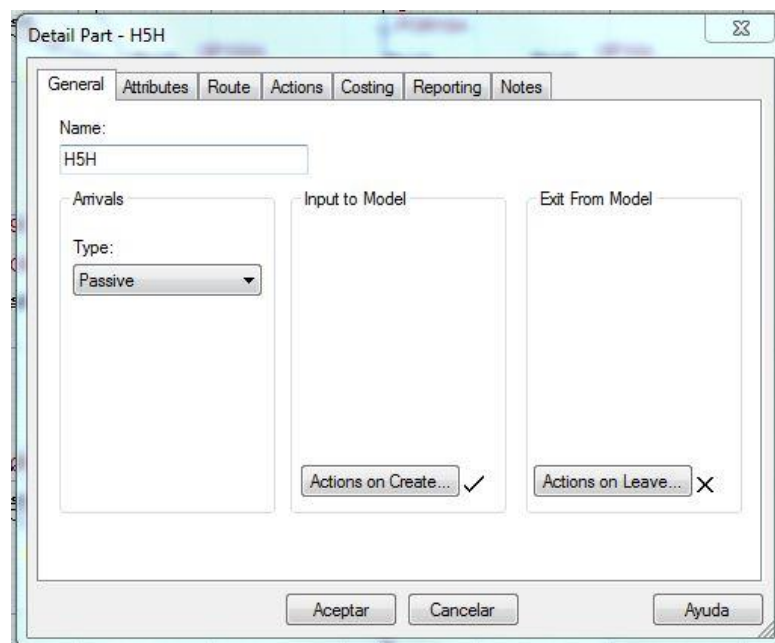 Detail Part - H5H
General Attributes Route Actions Costing Reporting Notes
Name:
H5H
Arrivals
Type:
Passive
Input to Model
Actions on Create...
Exit From Model
Actions on Leave...
Aceptar Cancelar Ayuda